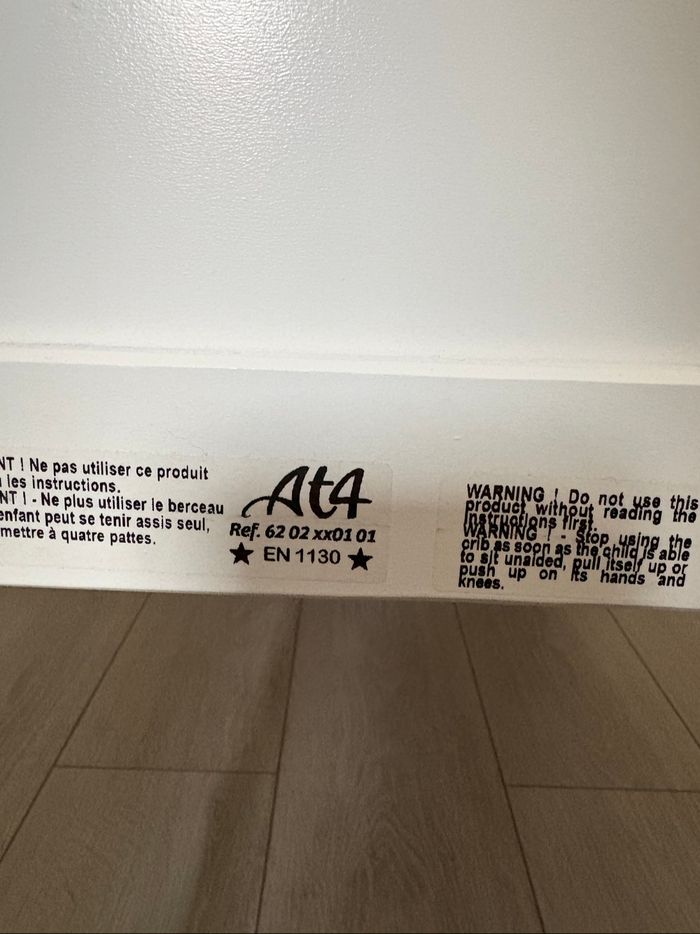 NT ! Ne pas utiliser ce produit
les instructions.
NT ! - Ne plus utiliser le berceau
enfant peut se tenir assis seul,
mettre à quatre pattes.
At4
Ref. 62 02 xx01 01
★ EN 1130 ★
WARNING ! Do not use this
product without reading the
instructions first.
WARNING ! - Stop using the
crib as soon as the child is able
to sit unaided, pull itself up or
push up on its hands and
knees.